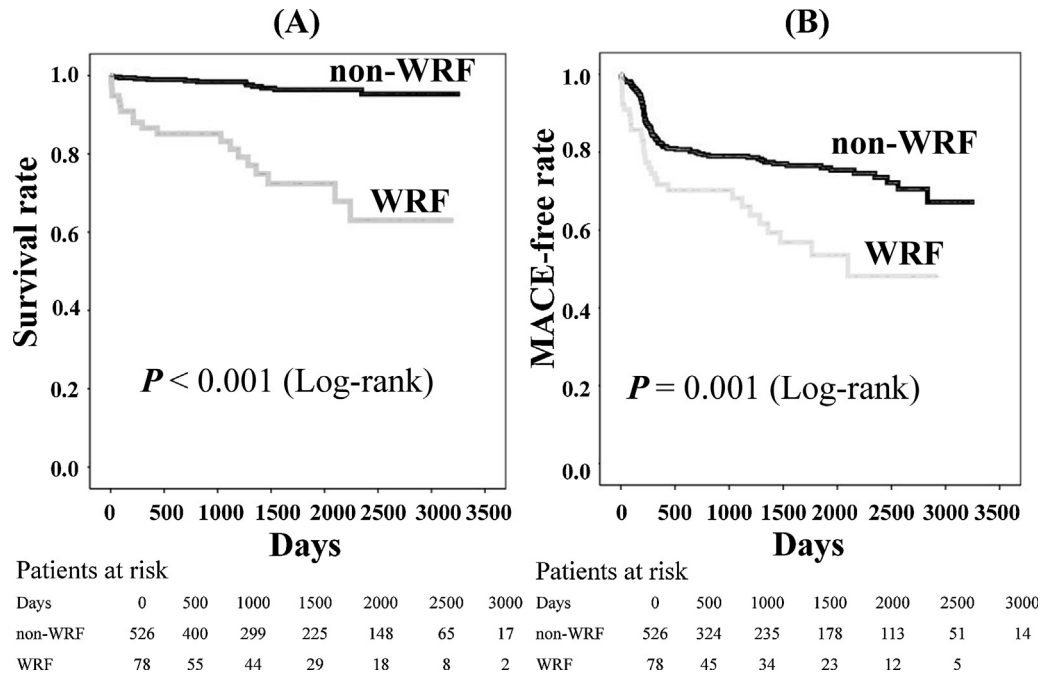 (A)
Survival rate
1.0
0.8
0.6
0.4
0.2
0.0
non-WRF
WRF
P < 0.001 (Log-rank)
0 500 1000 1500 2000 2500 3000 3500
Days
Patients at risk
Days 0 500 1000 1500 2000 2500 3000
non-WRF 526 400 299 225 148 65 17
WRF 78 55 44 29 18 8 2
(B)
MACE-free rate
1.0
0.8
0.6
0.4
0.2
0.0
non-WRF
WRF
P = 0.001 (Log-rank)
0 500 1000 1500 2000 2500 3000 3500
Days
Patients at risk
Days 0 500 1000 1500 2000 2500 3000
non-WRF 526 324 235 178 113 51 14
WRF 78 45 34 23 12 5